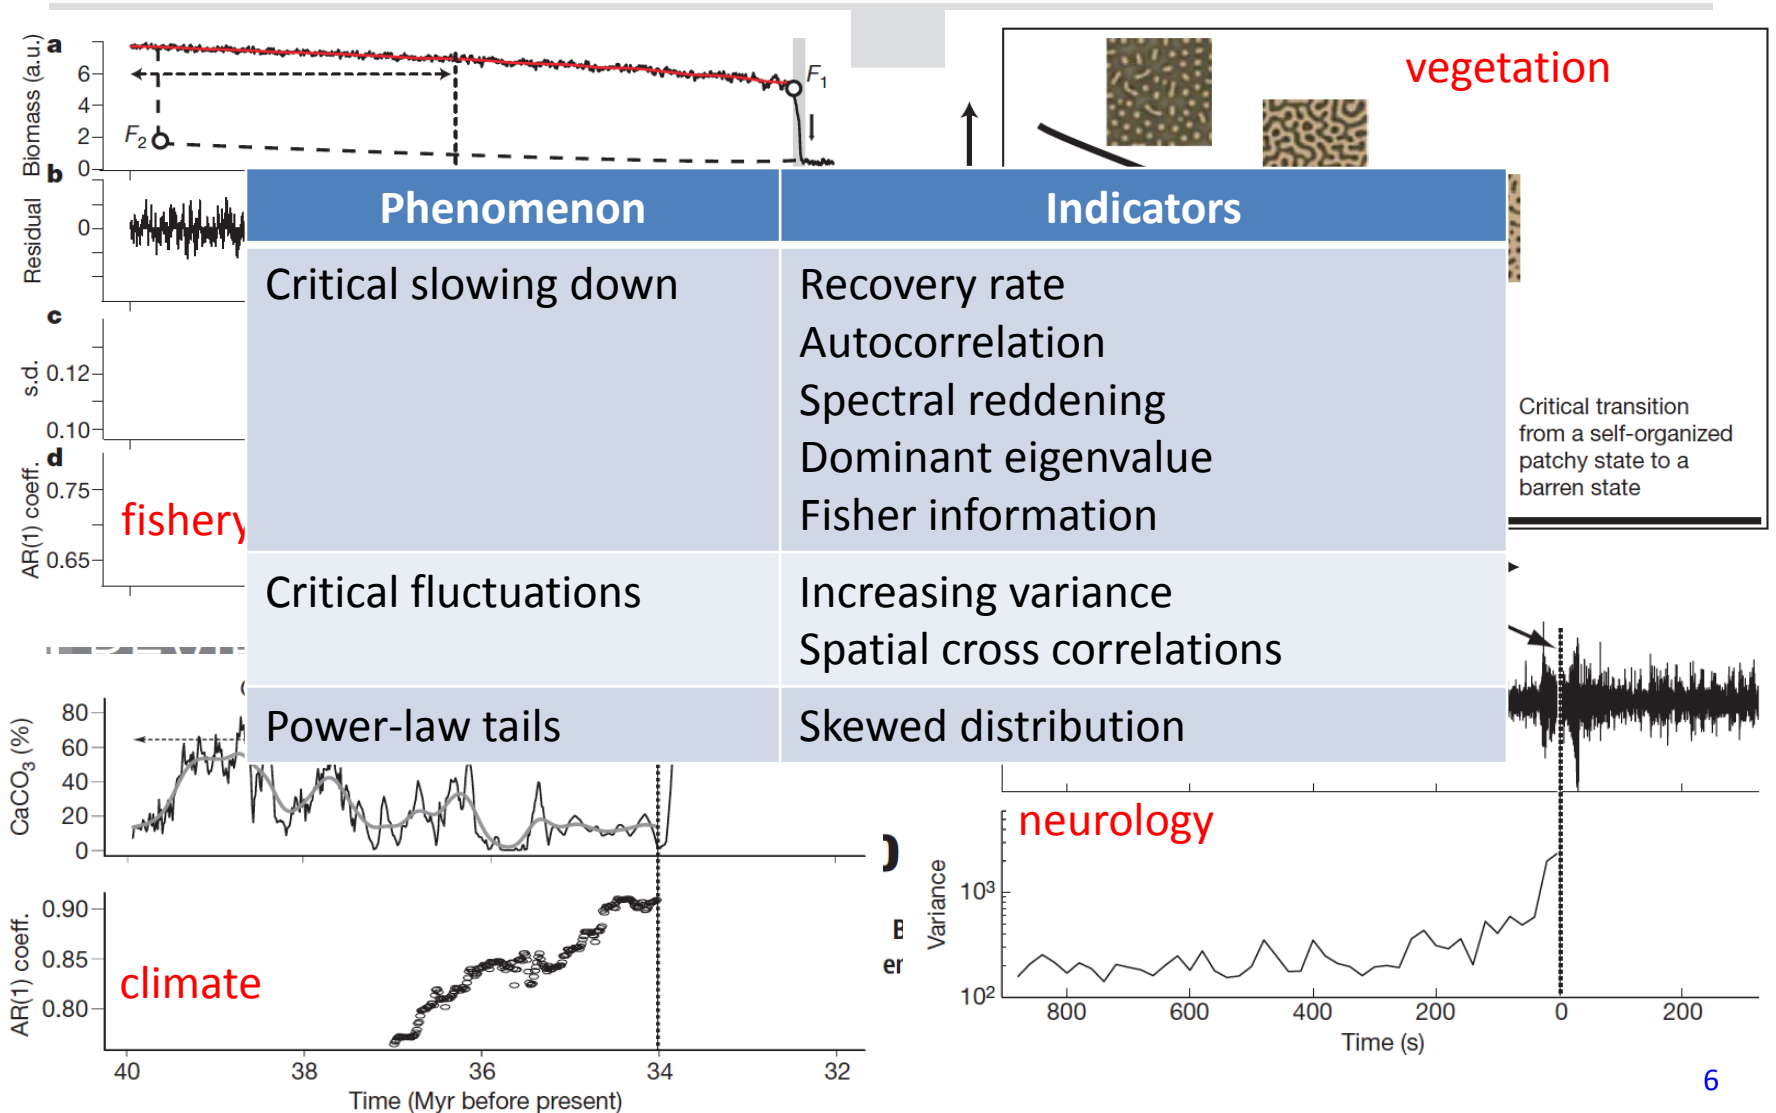 a
Biomass (a.u.)
6
4
2
0
F1
F2
vegetation
b
Residual
0
c
s.d.
0.12
0.10
d
AR(1) coeff.
0.75
0.65
fishery
Phenomenon Indicators
Critical slowing down Recovery rate
Autocorrelation
Spectral reddening
Dominant eigenvalue
Fisher information
Critical fluctuations Increasing variance
Spatial cross correlations
Power-law tails Skewed distribution
Critical transition
from a self-organized
patchy state to a
barren state
CaCO3 (%)
80
60
40
20
0
AR(1) coeff.
0.90
0.85
0.80
climate
40 38 36 34 32
Time (Myr before present)
neurology
B
er
Variance
10³
10²
800 600 400 200 0 200
Time (s)
6